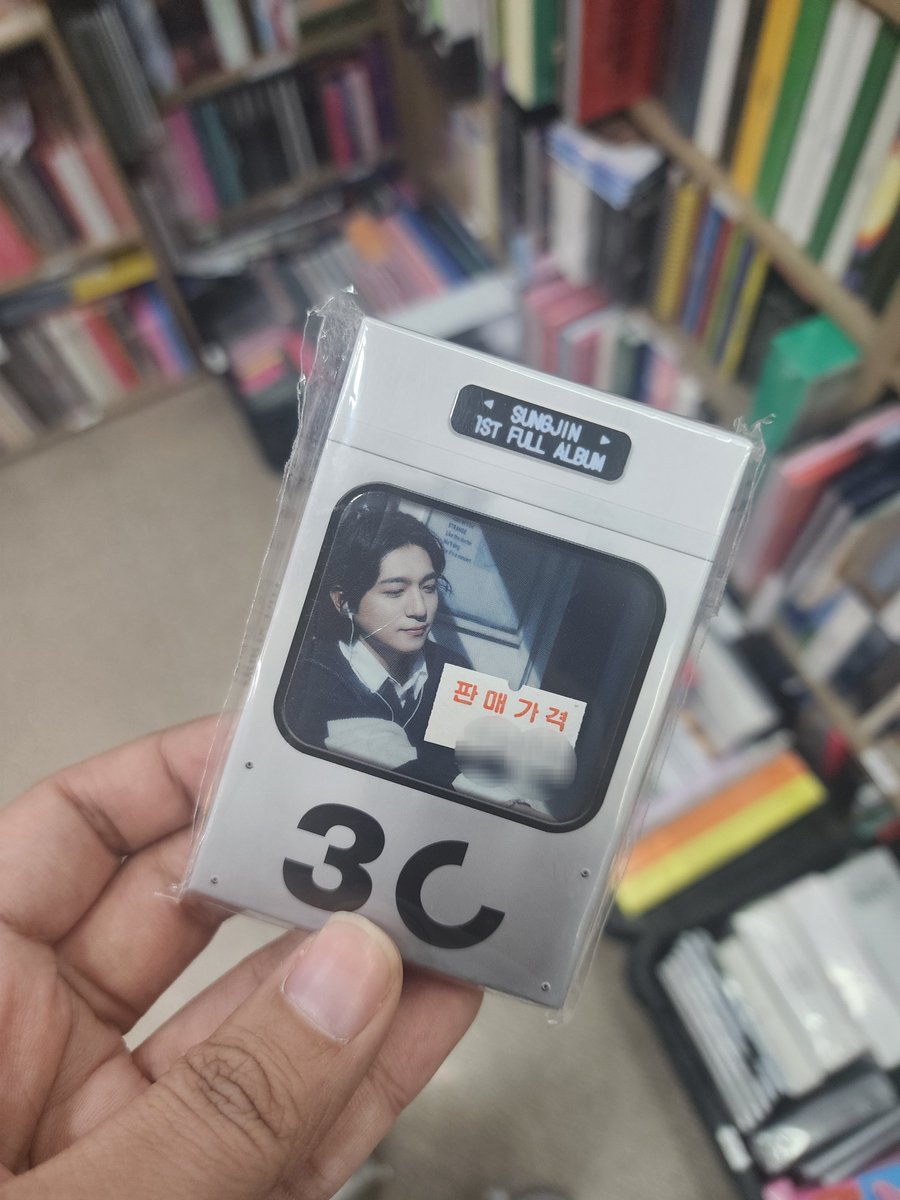 SUNGJIN
1ST FULL ALBUM
판매가격
3C